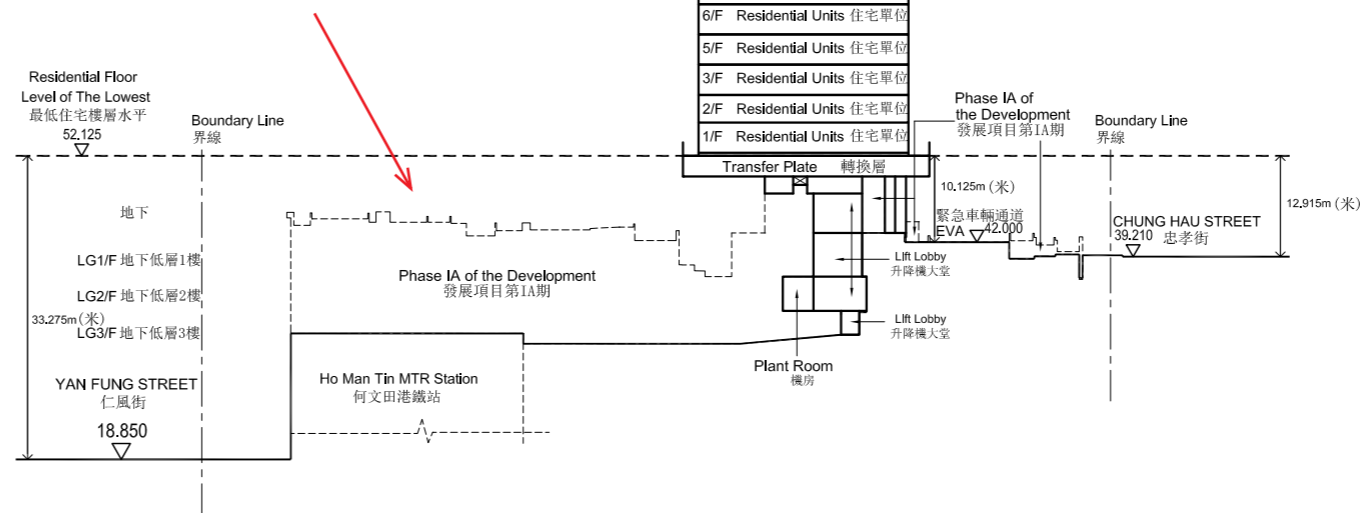 6/F Residential Units 住宅單位
5/F Residential Units 住宅單位
3/F Residential Units 住宅單位
2/F Residential Units 住宅單位
1/F Residential Units 住宅單位
Transfer Plate 轉換層
Residential Floor
Level of The Lowest
最低住宅樓層水平
52.125
Boundary Line
界線
Phase IA of
the Development
發展項目第IA期
Boundary Line
界線
10.125m (米)
12.915m (米)
緊急車輛通道
EVA 42.000
CHUNG HAU STREET
39.210 忠孝街
地下
LG1/F 地下低層1樓
LG2/F 地下低層2樓
33.275m (米)
LG3/F 地下低層3樓
Phase IA of the Development
發展項目第IA期
Lift Lobby
升降機大堂
Lift Lobby
升降機大堂
Plant Room
機房
YAN FUNG STREET
仁風街
18.850
Ho Man Tin MTR Station
何文田港鐵站